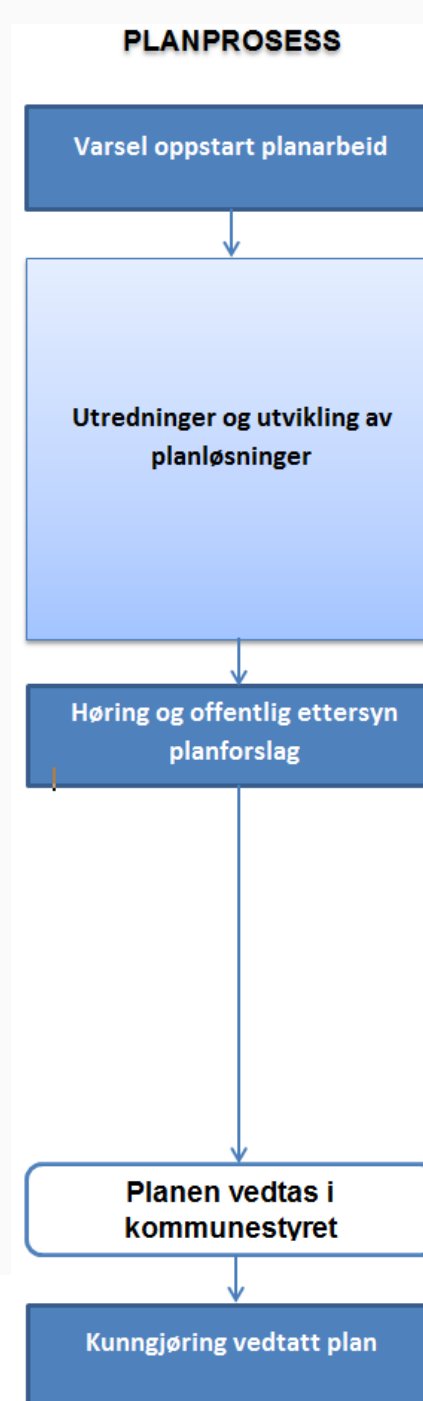 PLANPROSESS
Varsel oppstart planarbeid
Utredninger og utvikling av
planløsninger
Høring og offentlig ettersyn
planforslag
Planen vedtas i
kommunestyret
Kunngjøring vedtatt plan